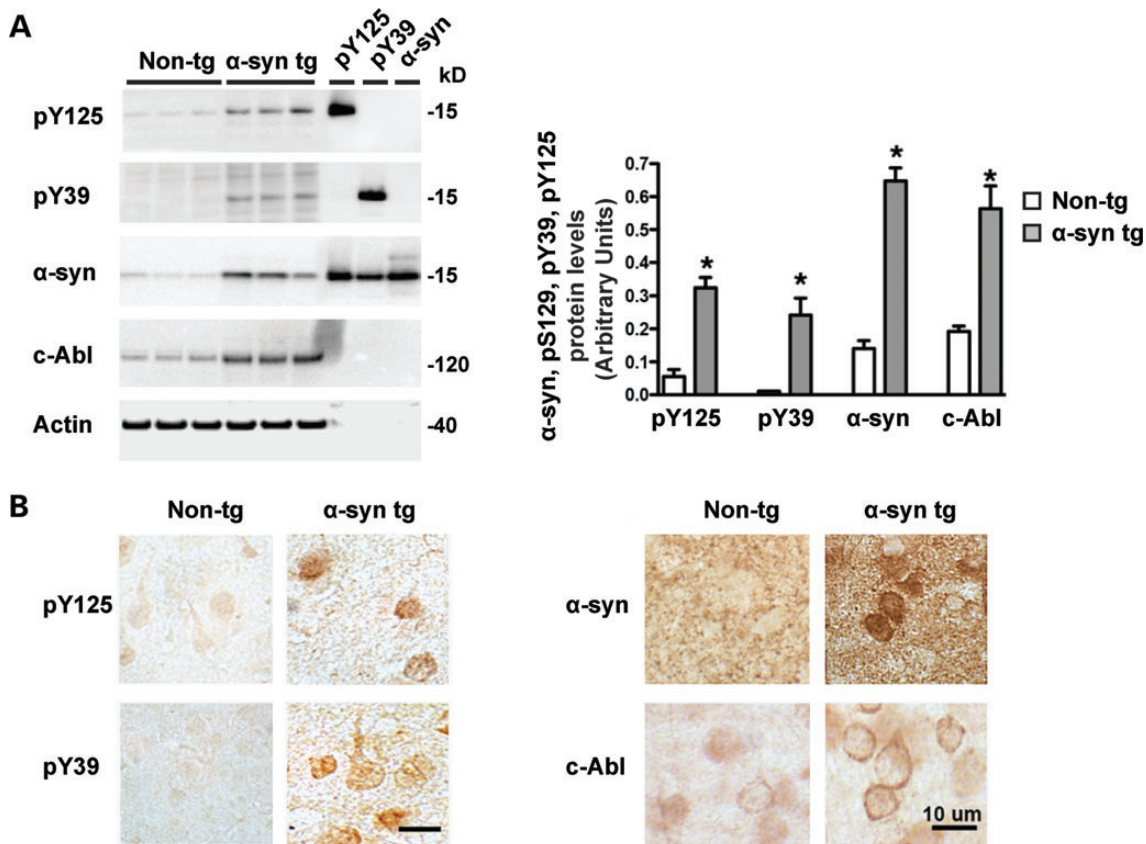 A
Non-tg α-syn tg pY125 pY39 α-syn
kD
pY125 -15
pY39 -15
α-syn -15
c-Abl -120
Actin -40
α-syn, pS129, pY39, pY125
protein levels
(Arbitrary Units)
0.7
0.6
0.5
0.4
0.3
0.2
0.1
0.0
* * * *
pY125 pY39 α-syn c-Abl
Non-tg
α-syn tg
B
Non-tg α-syn tg
pY125
pY39
Non-tg α-syn tg
α-syn
c-Abl
10 um